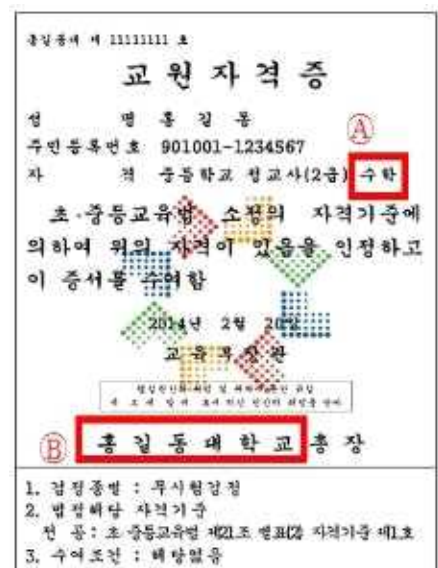 홍길동대 제 11111111 호
교원자격증
성 명 홍 길 동
Ⓐ
주민등록번호 901001-1234567
자 격 중등학교 정교사(2급) 수학
초·중등교육법 소정의 자격기준에
의하여 위의 자격이 있음을 인정하고
이 증서를 수여함
2014년 2월 20일
교육부장관
Ⓑ 홍길동대학교총장
1. 검정종별 : 무시험검정
2. 법정해당 자격기준
전 공: 초·중등교육법 제21조 별표(2) 자격기준 제1호
3. 수여조건 : 해당없음